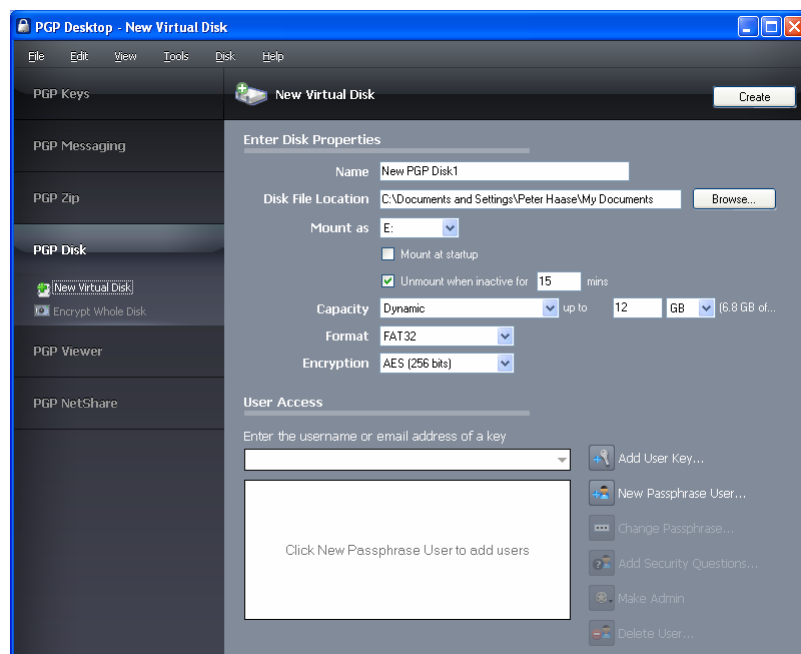 PGP Desktop - New Virtual Disk
File Edit View Tools Disk Help
PGP Keys
New Virtual Disk
Create
PGP Messaging
PGP Zip
PGP Disk
New Virtual Disk
Encrypt Whole Disk
PGP Viewer
PGP NetShare
Enter Disk Properties
Name New PGP Disk1
Disk File Location C:\Documents and Settings\Peter Haase\My Documents Browse...
Mount as E:
Mount at startup
Unmount when inactive for 15 mins
Capacity Dynamic up to 12 GB (6.8 GB of...
Format FAT32
Encryption AES (256 bits)
User Access
Enter the username or email address of a key
Click New Passphrase User to add users
Add User Key...
New Passphrase User...
Change Passphrase...
Add Security Questions...
Make Admin
Delete User...